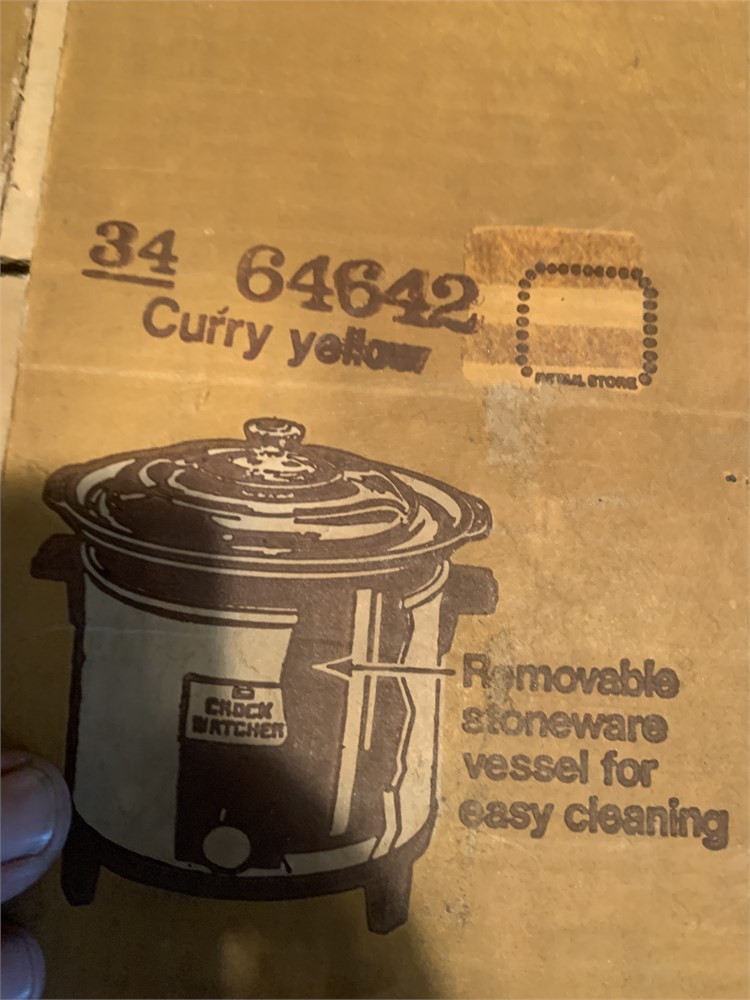 34 64642
Curry yellow
RETAIL STORE
CROCK
WATCHER
Removable
stoneware
vessel for
easy cleaning